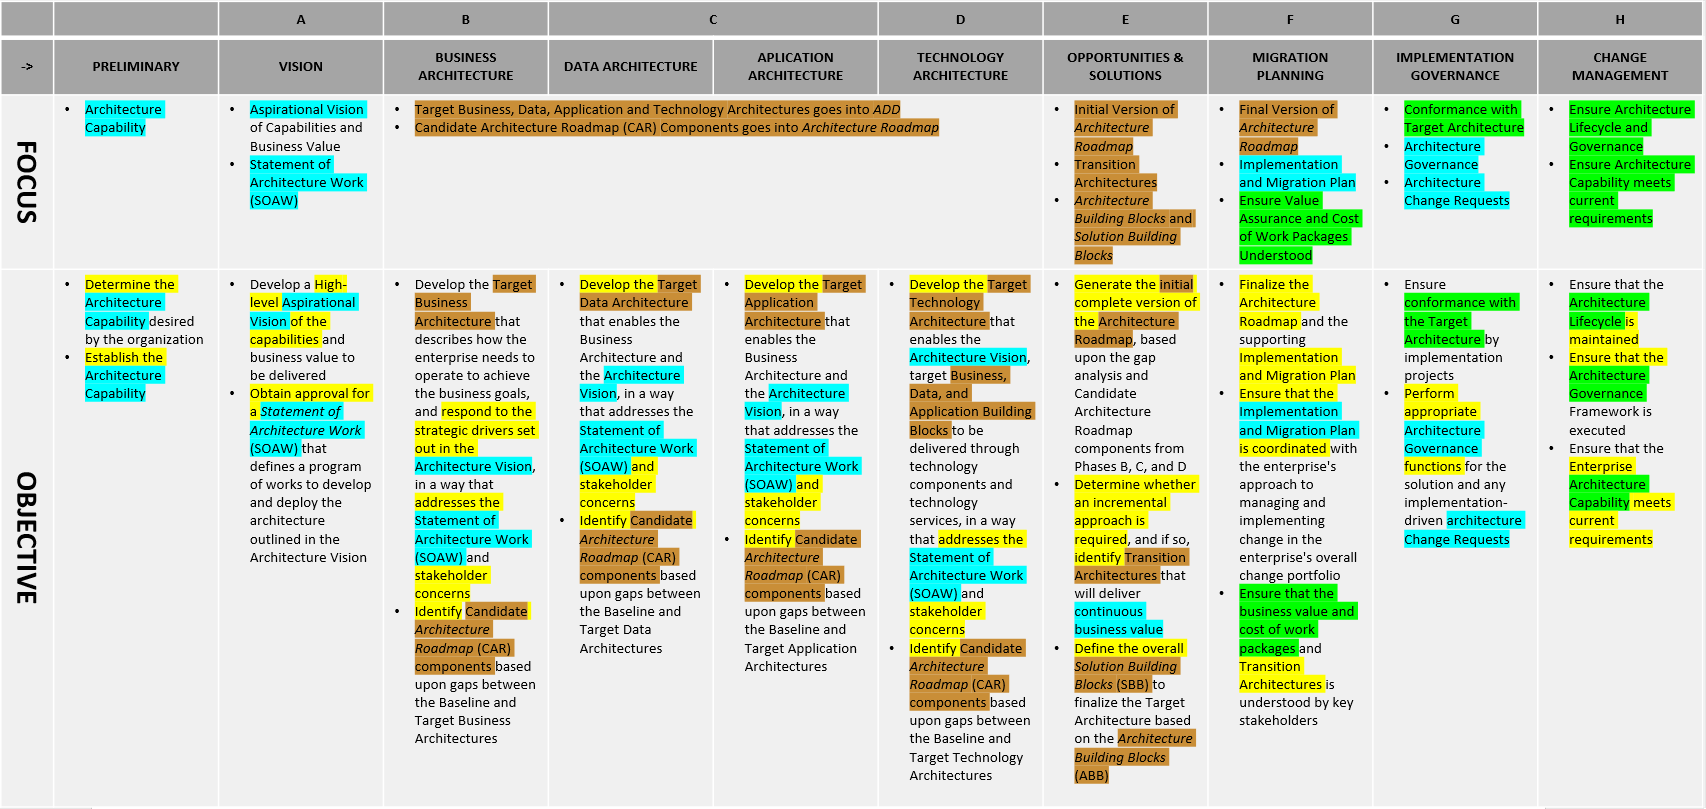 A B C D E F G H
-> PRELIMINARY VISION BUSINESS ARCHITECTURE DATA ARCHITECTURE APLICATION ARCHITECTURE TECHNOLOGY ARCHITECTURE OPPORTUNITIES & SOLUTIONS MIGRATION PLANNING IMPLEMENTATION GOVERNANCE CHANGE MANAGEMENT
FOCUS
• Architecture
Capability
• Aspirational Vision
of Capabilities and
Business Value
• Statement of
Architecture Work
(SOAW)
• Target Business, Data, Application and Technology Architectures goes into ADD
• Candidate Architecture Roadmap (CAR) Components goes into Architecture Roadmap
• Initial Version of
Architecture
Roadmap
• Transition
Architectures
• Architecture
Building Blocks and
Solution Building
Blocks
• Final Version of
Architecture
Roadmap
• Implementation
and Migration Plan
• Ensure Value
Assurance and Cost
of Work Packages
Understood
• Conformance with
Target Architecture
• Architecture
Governance
• Architecture
Change Requests
• Ensure Architecture
Lifecycle and
Governance
• Ensure Architecture
Capability meets
current
requirements
OBJECTIVE
• Determine the
Architecture
Capability desired
by the organization
• Establish the
Architecture
Capability
• Develop a High-
level Aspirational
Vision of the
capabilities and
business value to
be delivered
• Obtain approval for
a Statement of
Architecture Work
(SOAW) that
defines a program
of works to develop
and deploy the
architecture
outlined in the
Architecture Vision
• Develop the Target
Business
Architecture that
describes how the
enterprise needs to
operate to achieve
the business goals,
and respond to the
strategic drivers set
out in the
Architecture Vision,
in a way that
addresses the
Statement of
Architecture Work
(SOAW) and
stakeholder
concerns
• Identify Candidate
Architecture
Roadmap (CAR)
components based
upon gaps between
the Baseline and
Target Business
Architectures
• Develop the Target
Data Architecture
that enables the
Business
Architecture and
the Architecture
Vision, in a way
that addresses the
Statement of
Architecture Work
(SOAW) and
stakeholder
concerns
• Identify Candidate
Architecture
Roadmap (CAR)
components based
upon gaps between
the Baseline and
Target Data
Architectures
• Develop the Target
Application
Architecture that
enables the
Business
Architecture and
the Architecture
Vision, in a way
that addresses the
Statement of
Architecture Work
(SOAW) and
stakeholder
concerns
• Identify Candidate
Architecture
Roadmap (CAR)
components based
upon gaps between
the Baseline and
Target Application
Architectures
• Develop the Target
Technology
Architecture that
enables the
Architecture Vision,
target Business,
Data, and
Application Building
Blocks to be
delivered through
technology
components and
technology
services, in a way
that addresses the
Statement of
Architecture Work
(SOAW) and
stakeholder
concerns
• Identify Candidate
Architecture
Roadmap (CAR)
components based
upon gaps between
the Baseline and
Target Technology
Architectures
• Generate the initial
complete version of
the Architecture
Roadmap, based
upon the gap
analysis and
Candidate
Architecture
Roadmap
components from
Phases B, C, and D
• Determine whether
an incremental
approach is
required, and if so,
identify Transition
Architectures that
will deliver
continuous
business value
• Define the overall
Solution Building
Blocks (SBB) to
finalize the Target
Architecture based
on the Architecture
Building Blocks
(ABB)
• Finalize the
Architecture
Roadmap and the
supporting
Implementation
and Migration Plan
• Ensure that the
Implementation
and Migration Plan
is coordinated with
the enterprise's
approach to
managing and
implementing
change in the
enterprise's overall
change portfolio
• Ensure that the
business value and
cost of work
packages and
Transition
Architectures is
understood by key
stakeholders
• Ensure
conformance with
the Target
Architecture by
implementation
projects
• Perform
appropriate
Architecture
Governance
functions for the
solution and any
implementation-
driven architecture
Change Requests
• Ensure that the
Architecture
Lifecycle is
maintained
• Ensure that the
Architecture
Governance
Framework is
executed
• Ensure that the
Enterprise
Architecture
Capability meets
current
requirements